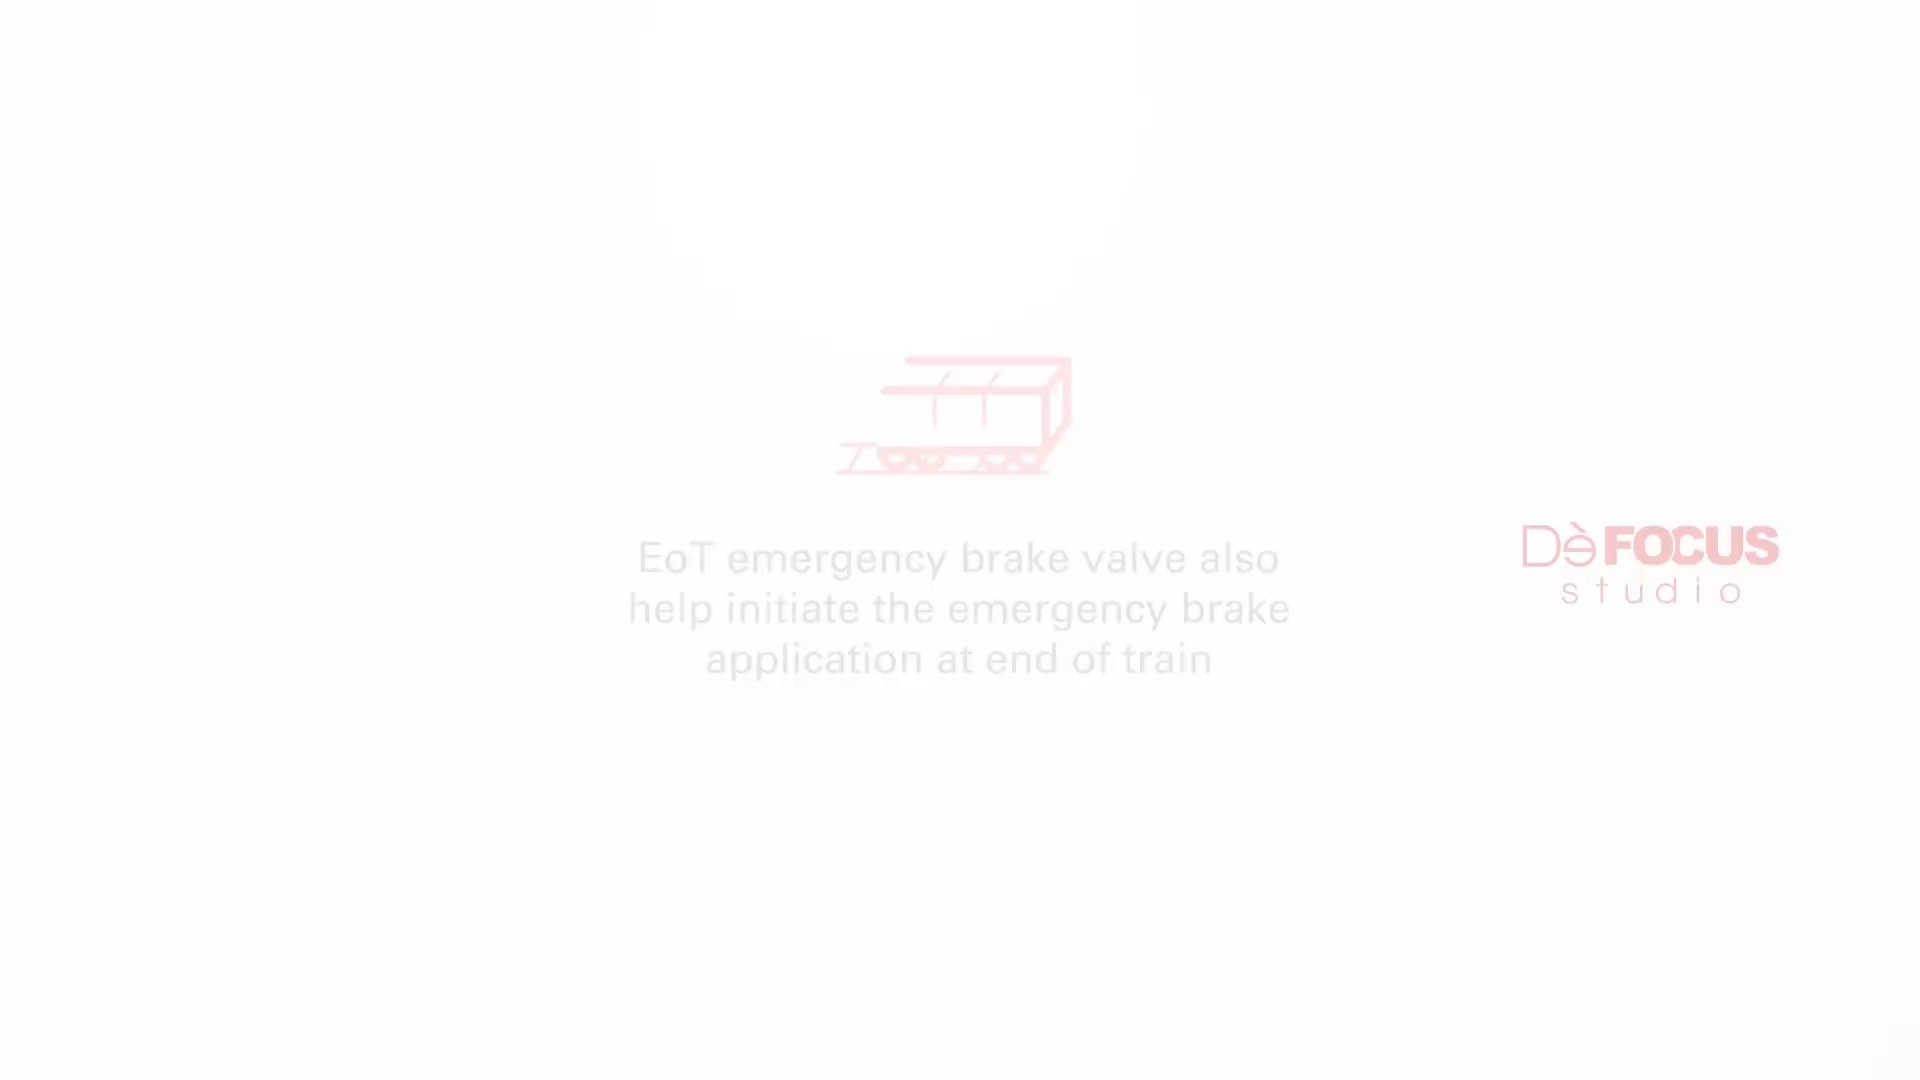 EoT emergency brake valve also
help initiate the emergency brake
application at end of train
DèFOCUS
studio